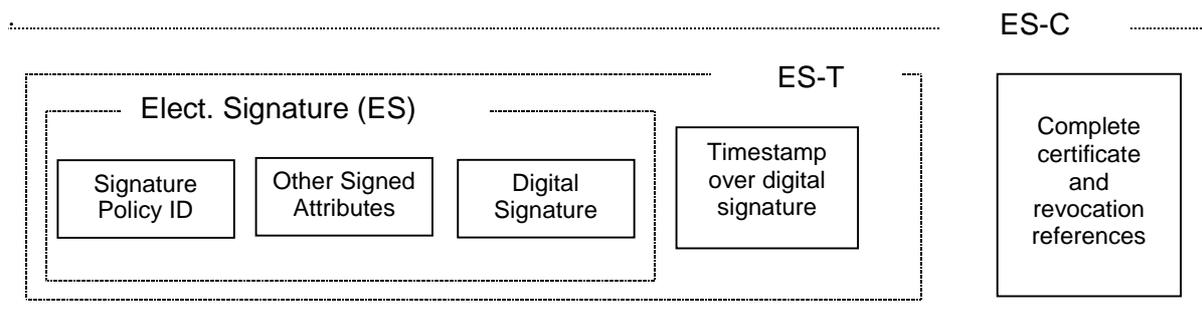 ES-C
ES-T
Elect. Signature (ES)
Signature
Policy ID
Other Signed
Attributes
Digital
Signature
Timestamp
over digital
signature
Complete
certificate
and
revocation
references